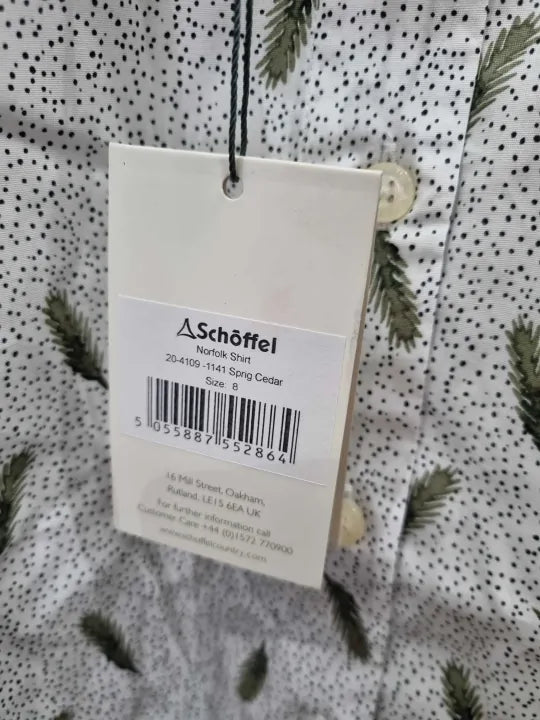 Schöffel
Norfolk Shirt
20-4109 -1141 Sprig Cedar
Size: 8
5 055887 552864
16 Mill Street, Oakham,
Rutland, LE15 6EA UK
For further information call
Customer Care +44 (0)1572 770900
www.schoffelcountry.com